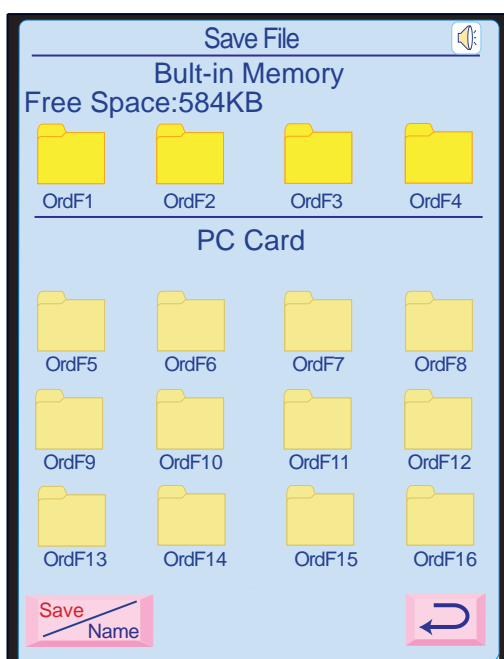 Save File
Bult-in Memory
Free Space:584KB
OrdF1 OrdF2 OrdF3 OrdF4
PC Card
OrdF5 OrdF6 OrdF7 OrdF8
OrdF9 OrdF10 OrdF11 OrdF12
OrdF13 OrdF14 OrdF15 OrdF16
Save
Name